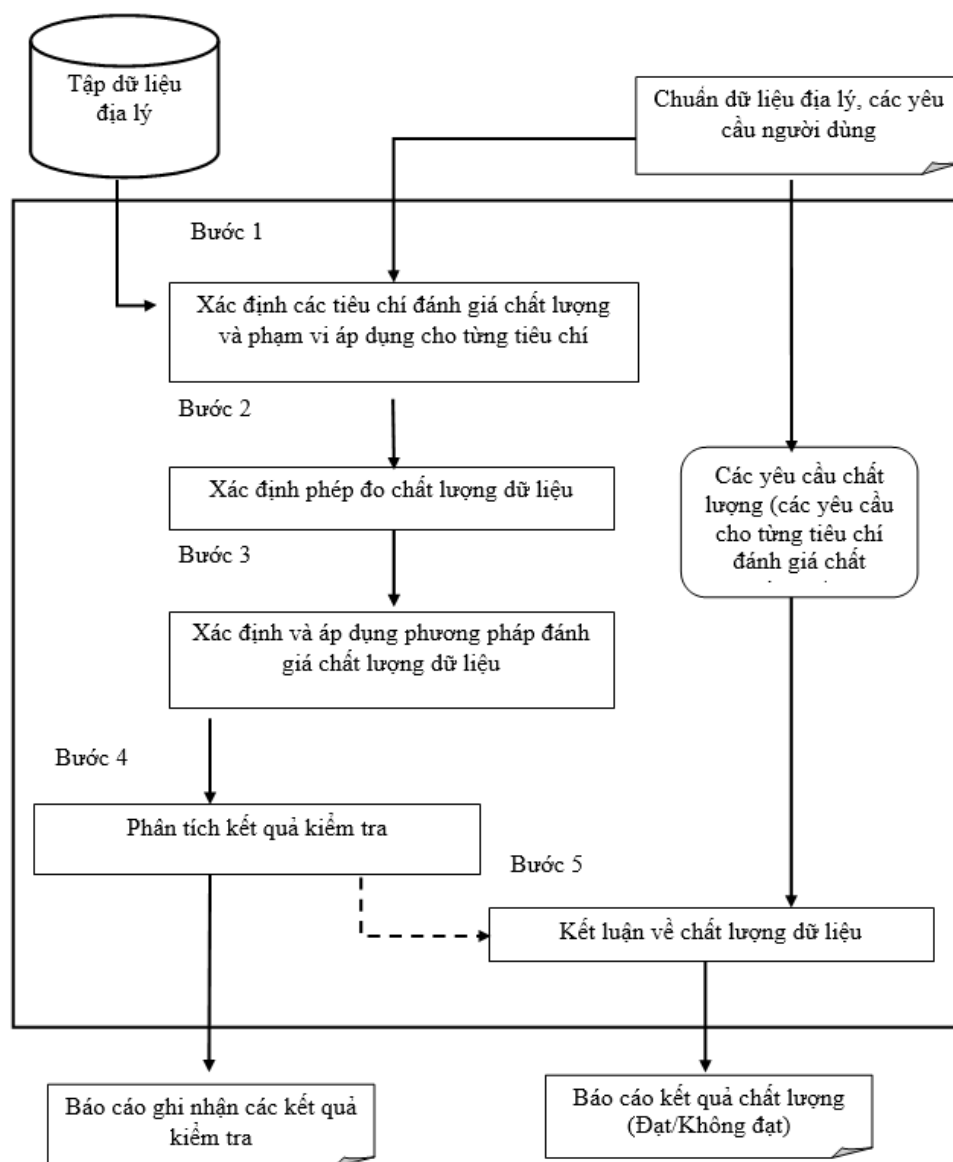 Tập dữ liệu
địa lý
Chuẩn dữ liệu địa lý, các yêu
cầu người dùng
Bước 1
Xác định các tiêu chí đánh giá chất lượng
và phạm vi áp dụng cho từng tiêu chí
Bước 2
Xác định phép đo chất lượng dữ liệu
Các yêu cầu chất
lượng (các yêu cầu
cho từng tiêu chí
đánh giá chất
Bước 3
Xác định và áp dụng phương pháp đánh
giá chất lượng dữ liệu
Bước 4
Phân tích kết quả kiểm tra
Bước 5
Kết luận về chất lượng dữ liệu
Báo cáo ghi nhận các kết quả
kiểm tra
Báo cáo kết quả chất lượng
(Đạt/Không đạt)